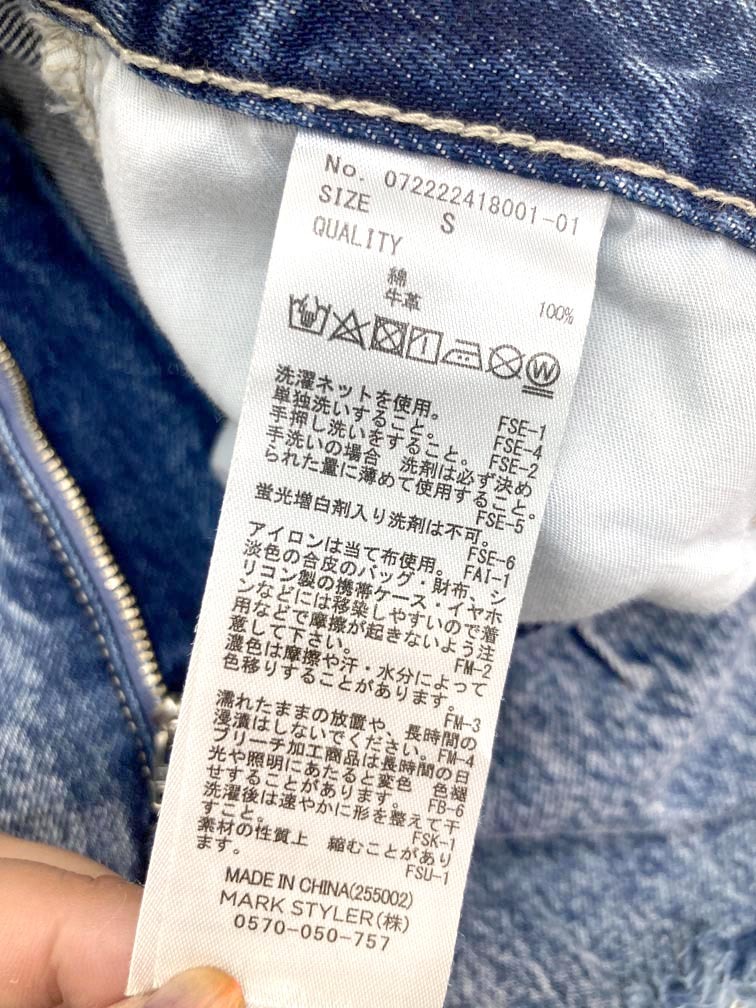 No. 072222418001-01
SIZE S
QUALITY
綿 100%
牛革
W
洗濯ネットを使用。 FSE-1
単独洗いすること。 FSE-4
手押し洗いをすること。 FSE-2
手洗いの場合 洗剤は必ず決め
られた量に薄めて使用すること。
FSE-5
蛍光増白剤入り洗剤は不可。
FSE-6
アイロンは当て布使用。 FAI-1
淡色の合皮のバッグ・財布、シ
リコン製の携帯ケース・イヤホ
ンなどには移染しやすいので着
用などで摩擦が起きないよう注
意して下さい。 FM-2
濃色は摩擦や汗・水分によって
色移りすることがあります。
FM-3
濡れたままの放置や、長時間の
浸漬はしないでください。FM-4
ブリーチ加工商品は長時間の日
光や照明にあたると変色 色褪
せすることがあります。 FB-6
洗濯後は速やかに形を整えて干
すこと。 FSK-1
素材の性質上 縮むことがあり
ます。 FSU-1
MADE IN CHINA(255002)
MARK STYLER(株)
0570-050-757